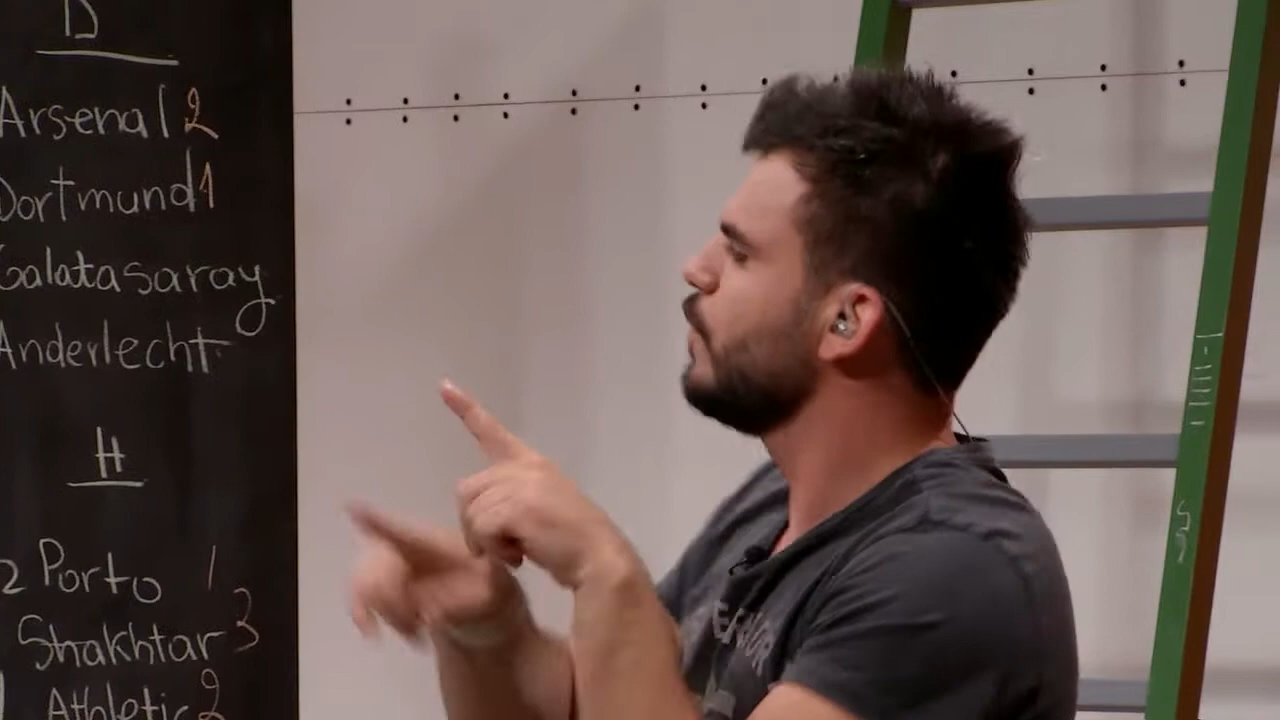 D
Arsenal 2
Dortmund 1
Galatasaray
Anderlecht
H
2 Porto 1
Shakhtar 3
Athletic 2